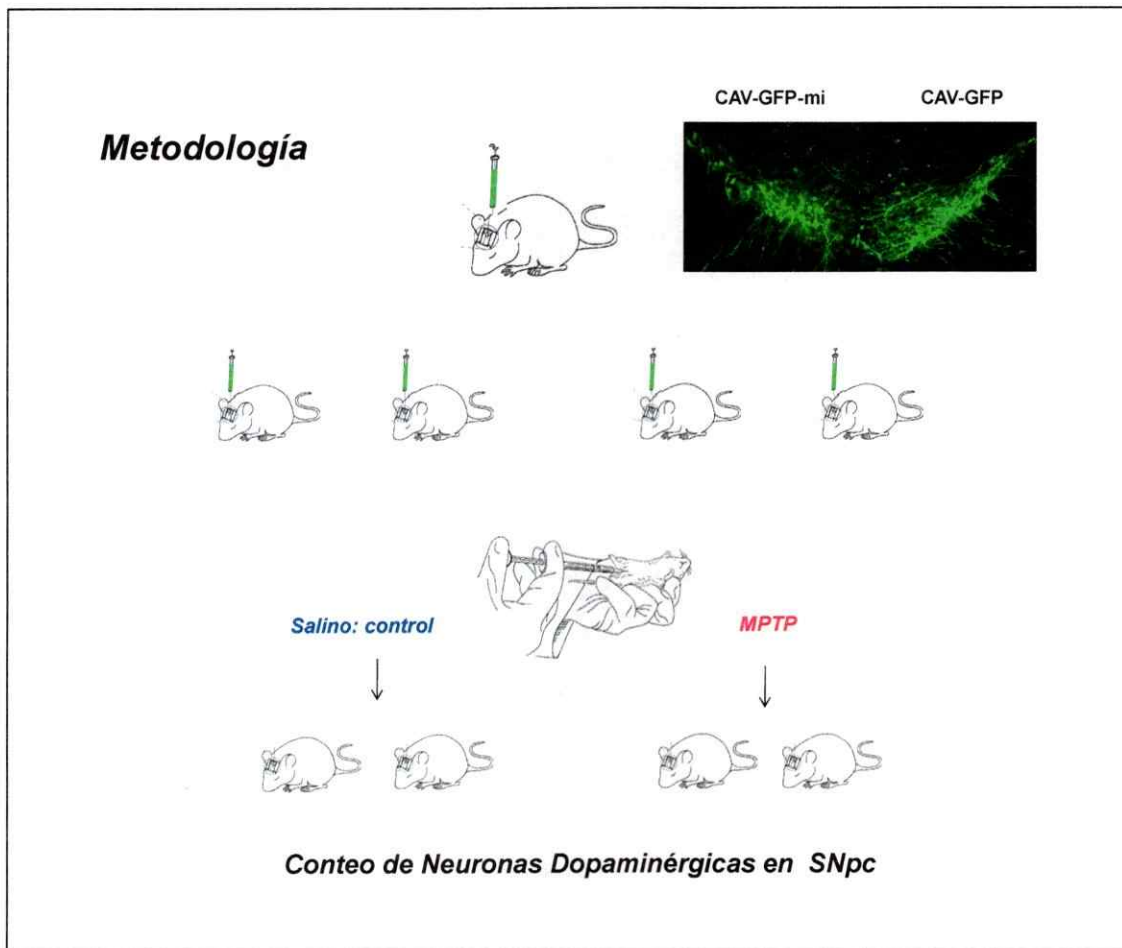 CAV-GFP-mi CAV-GFP
Metodología
Salino: control MPTP
Conteo de Neuronas Dopaminérgicas en SNpc